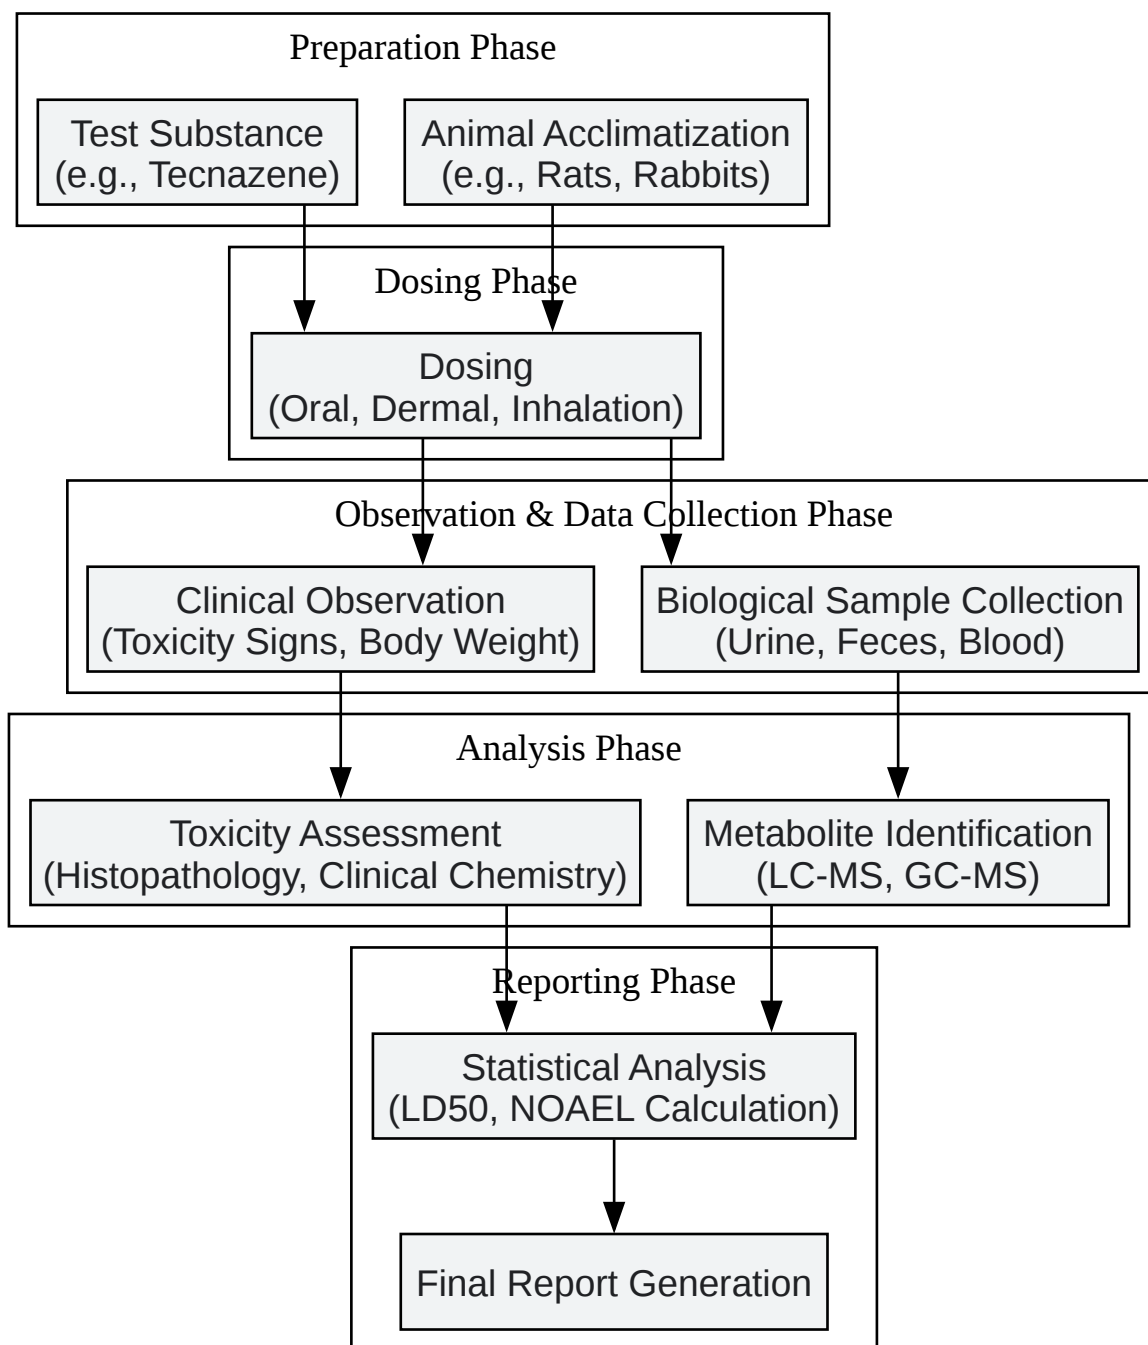 Preparation Phase
Test Substance
(e.g., Tecnazene)
Animal Acclimatization
(e.g., Rats, Rabbits)
Dosing Phase
Dosing
(Oral, Dermal, Inhalation)
Observation & Data Collection Phase
Clinical Observation
(Toxicity Signs, Body Weight)
Biological Sample Collection
(Urine, Feces, Blood)
Analysis Phase
Toxicity Assessment
(Histopathology, Clinical Chemistry)
Metabolite Identification
(LC-MS, GC-MS)
Reporting Phase
Statistical Analysis
(LD50, NOAEL Calculation)
Final Report Generation